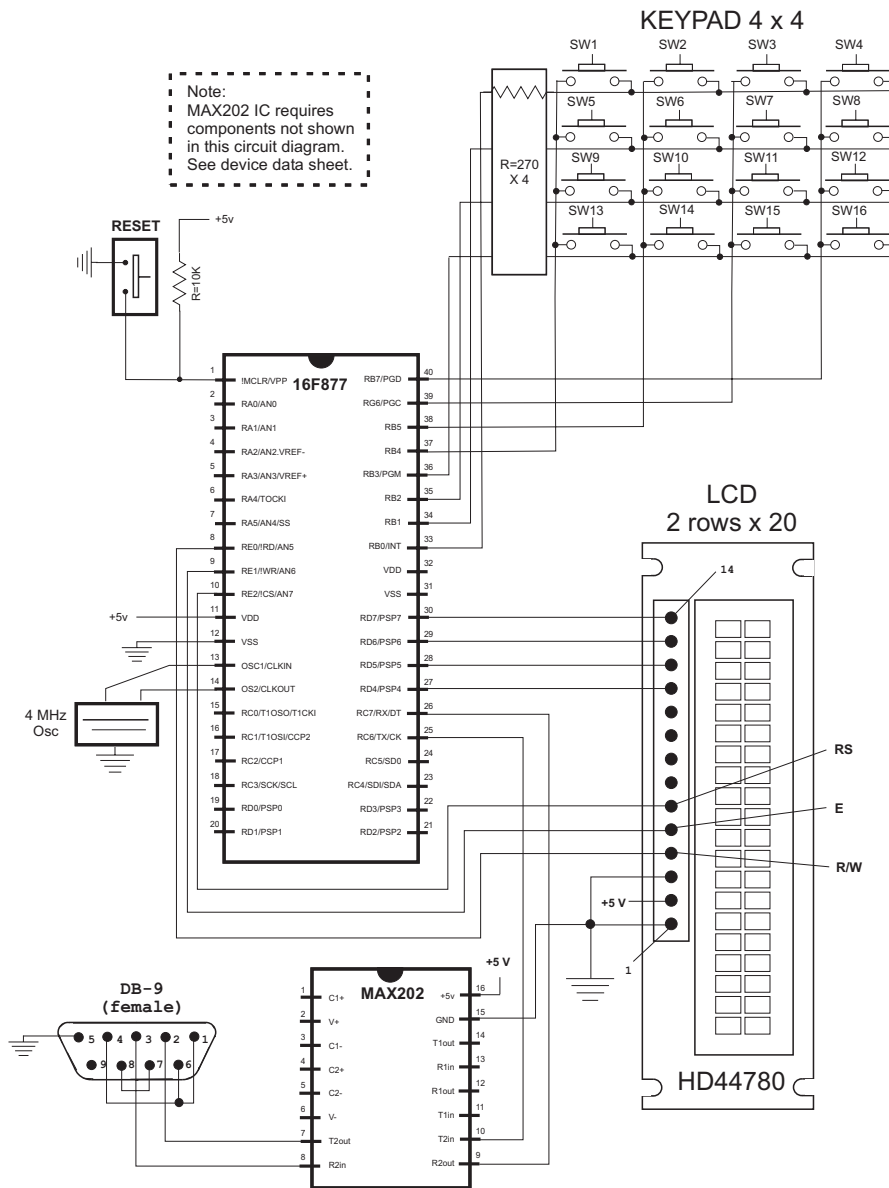 KEYPAD 4 x 4
SW1 SW2 SW3 SW4
Note:
MAX202 IC requires
components not shown
in this circuit diagram.
See device data sheet.
SW5 SW6 SW7 SW8
R=270
X 4
SW9 SW10 SW11 SW12
SW13 SW14 SW15 SW16
RESET
+5v
R=10K
16F877
1 !MCLR/VPP RB7/PGD 40
2 RA0/AN0 RG6/PGC 39
3 RA1/AN1 RB5 38
4 RA2/AN2.VREF- RB4 37
5 RA3/AN3/VREF+ RB3/PGM 36
6 RA4/TOCKI RB2 35
7 RA5/AN4/SS RB1 34
8 RE0/!RD/AN5 RB0/INT 33
9 RE1/!WR/AN6 VDD 32
10 RE2/!CS/AN7 VSS 31
+5v 11 VDD RD7/PSP7 30
12 VSS RD6/PSP6 29
13 OSC1/CLKIN RD5/PSP5 28
14 OS2/CLKOUT RD4/PSP4 27
15 RC0/T1OSO/T1CKI RC7/RX/DT 26
16 RC1/T1OSI/CCP2 RC6/TX/CK 25
17 RC2/CCP1 RC5/SD0 24
18 RC3/SCK/SCL RC4/SDI/SDA 23
19 RD0/PSP0 RD3/PSP3 22
20 RD1/PSP1 RD2/PSP2 21
4 MHz
Osc
LCD
2 rows x 20
14
RS
E
R/W
+5 V
1
HD44780
DB-9
(female)
5 4 3 2 1
9 8 7 6
+5 V
MAX202
1 C1+ +5v 16
2 V+ GND 15
3 C1- T1out 14
4 C2+ R1in 13
5 C2- R1out 12
6 V- T1in 11
7 T2out T2in 10
8 R2in R2out 9